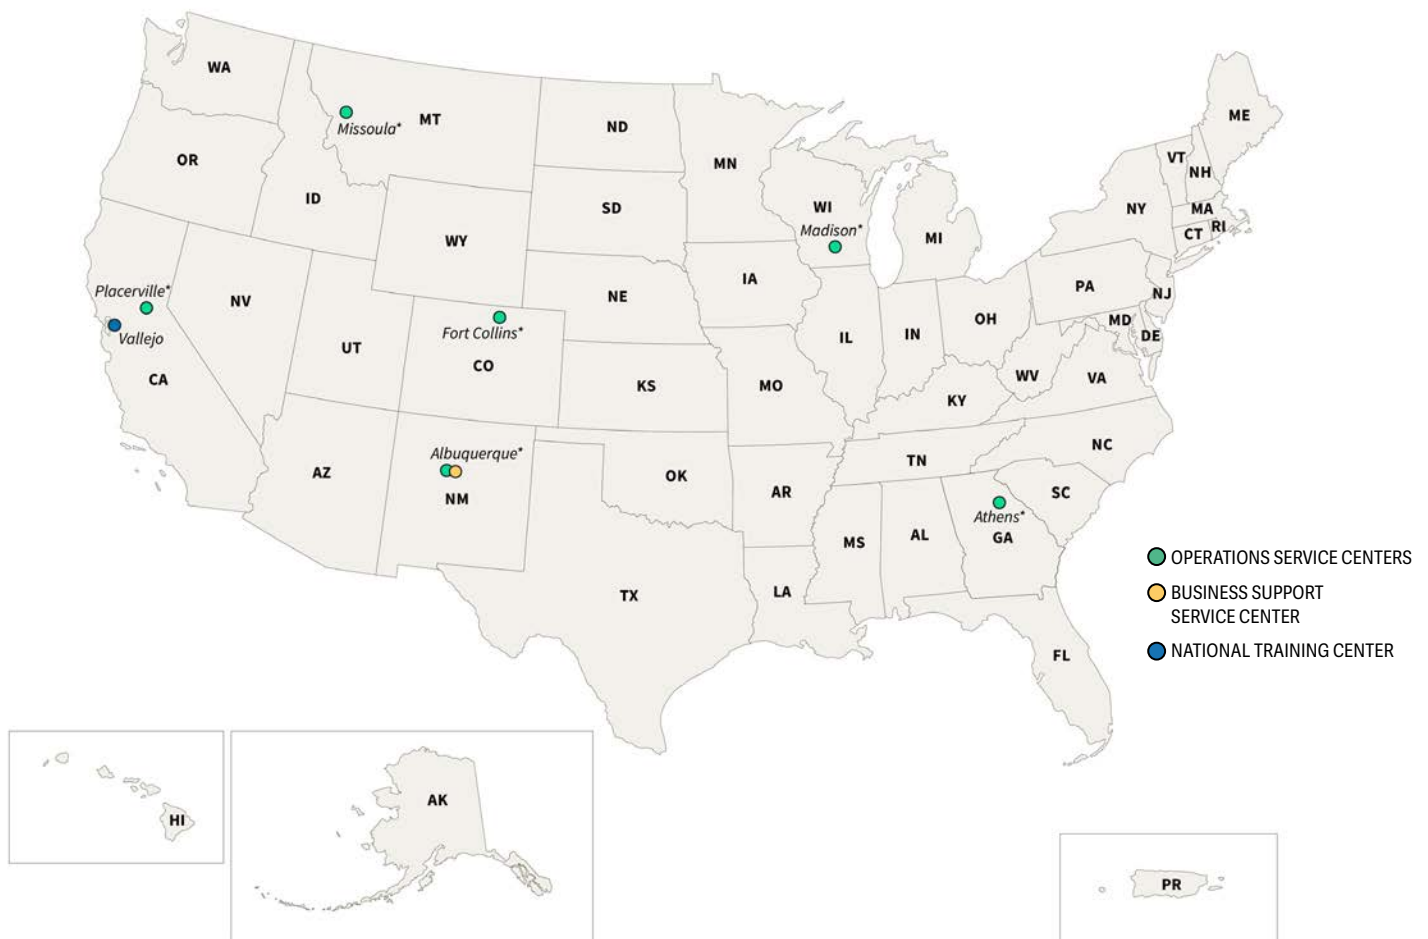 WA
MT
Missoula*
OR
ID
ND
MN
SD
WY
WI
Madison*
MI
ME
VT
NH
NY
MA
CT
RI
IA
NE
PA
NJ
Placerville*
Vallejo
NV
CA
UT
Fort Collins*
CO
KS
MO
IL
IN
OH
MD
DE
WV
VA
KY
NC
TN
AZ
Albuquerque*
NM
OK
AR
SC
Athens*
GA
MS
AL
LA
TX
FL
OPERATIONS SERVICE CENTERS
BUSINESS SUPPORT
SERVICE CENTER
NATIONAL TRAINING CENTER
HI
AK
PR